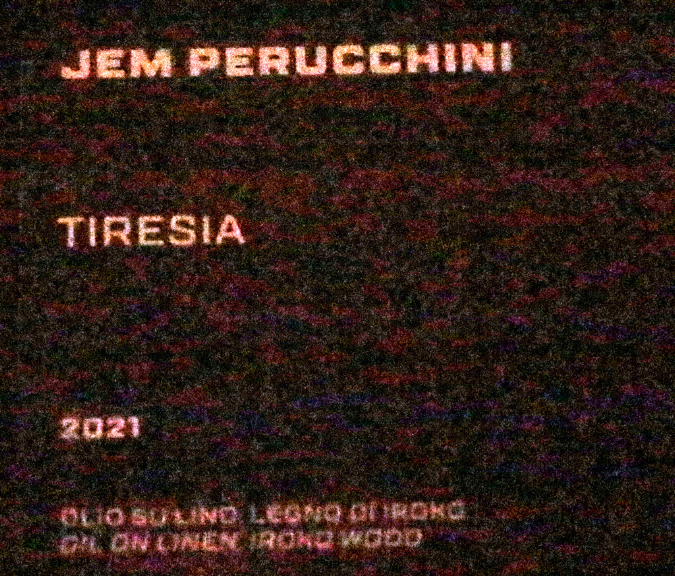 JEM PERUCCHINI
TIRESIA
2021
OLIO SU LINO, LEGNO DI IROKO
OIL ON LINEN, IROKO WOOD